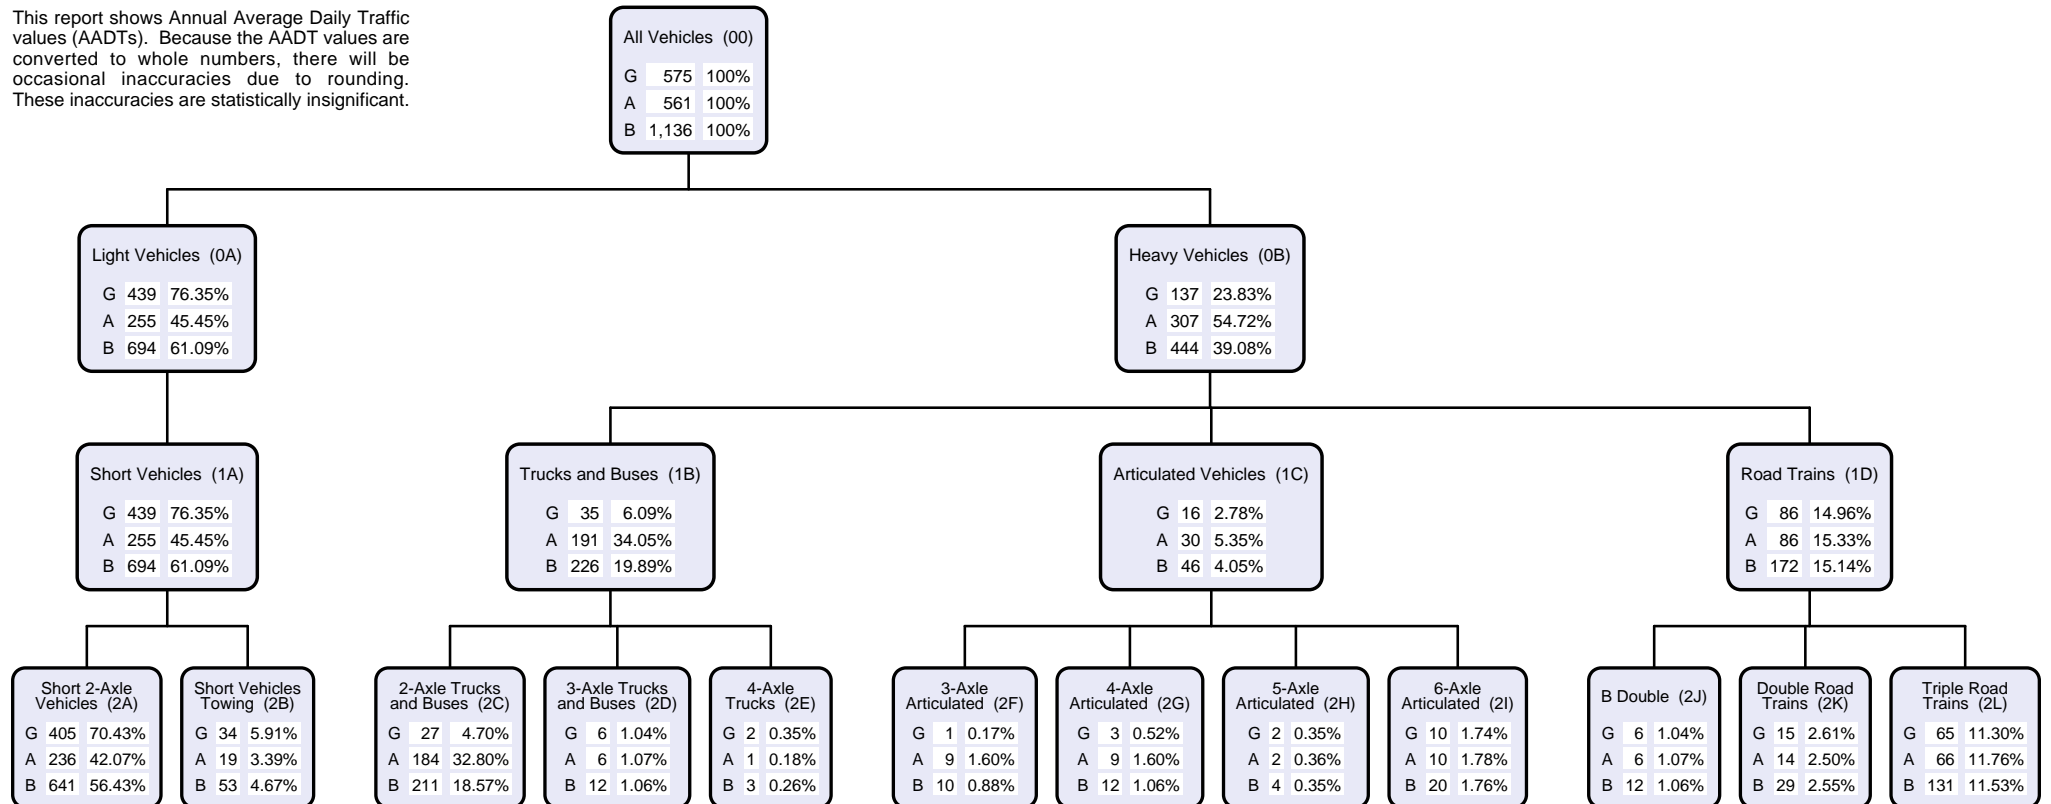 This report shows Annual Average Daily Traffic
values (AADTs). Because the AADT values are
converted to whole numbers, there will be
occasional inaccuracies due to rounding.
These inaccuracies are statistically insignificant.
All Vehicles (00)
G 575 100%
A 561 100%
B 1,136 100%
Light Vehicles (0A)
G 439 76.35%
A 255 45.45%
B 694 61.09%
Heavy Vehicles (0B)
G 137 23.83%
A 307 54.72%
B 444 39.08%
Short Vehicles (1A)
G 439 76.35%
A 255 45.45%
B 694 61.09%
Trucks and Buses (1B)
G 35 6.09%
A 191 34.05%
B 226 19.89%
Articulated Vehicles (1C)
G 16 2.78%
A 30 5.35%
B 46 4.05%
Road Trains (1D)
G 86 14.96%
A 86 15.33%
B 172 15.14%
Short 2-Axle
Vehicles (2A)
G 405 70.43%
A 236 42.07%
B 641 56.43%
Short Vehicles
Towing (2B)
G 34 5.91%
A 19 3.39%
B 53 4.67%
2-Axle Trucks
and Buses (2C)
G 27 4.70%
A 184 32.80%
B 211 18.57%
3-Axle Trucks
and Buses (2D)
G 6 1.04%
A 6 1.07%
B 12 1.06%
4-Axle
Trucks (2E)
G 2 0.35%
A 1 0.18%
B 3 0.26%
3-Axle
Articulated (2F)
G 1 0.17%
A 9 1.60%
B 10 0.88%
4-Axle
Articulated (2G)
G 3 0.52%
A 9 1.60%
B 12 1.06%
5-Axle
Articulated (2H)
G 2 0.35%
A 2 0.36%
B 4 0.35%
6-Axle
Articulated (2I)
G 10 1.74%
A 10 1.78%
B 20 1.76%
B Double (2J)
G 6 1.04%
A 6 1.07%
B 12 1.06%
Double Road
Trains (2K)
G 15 2.61%
A 14 2.50%
B 29 2.55%
Triple Road
Trains (2L)
G 65 11.30%
A 66 11.76%
B 131 11.53%